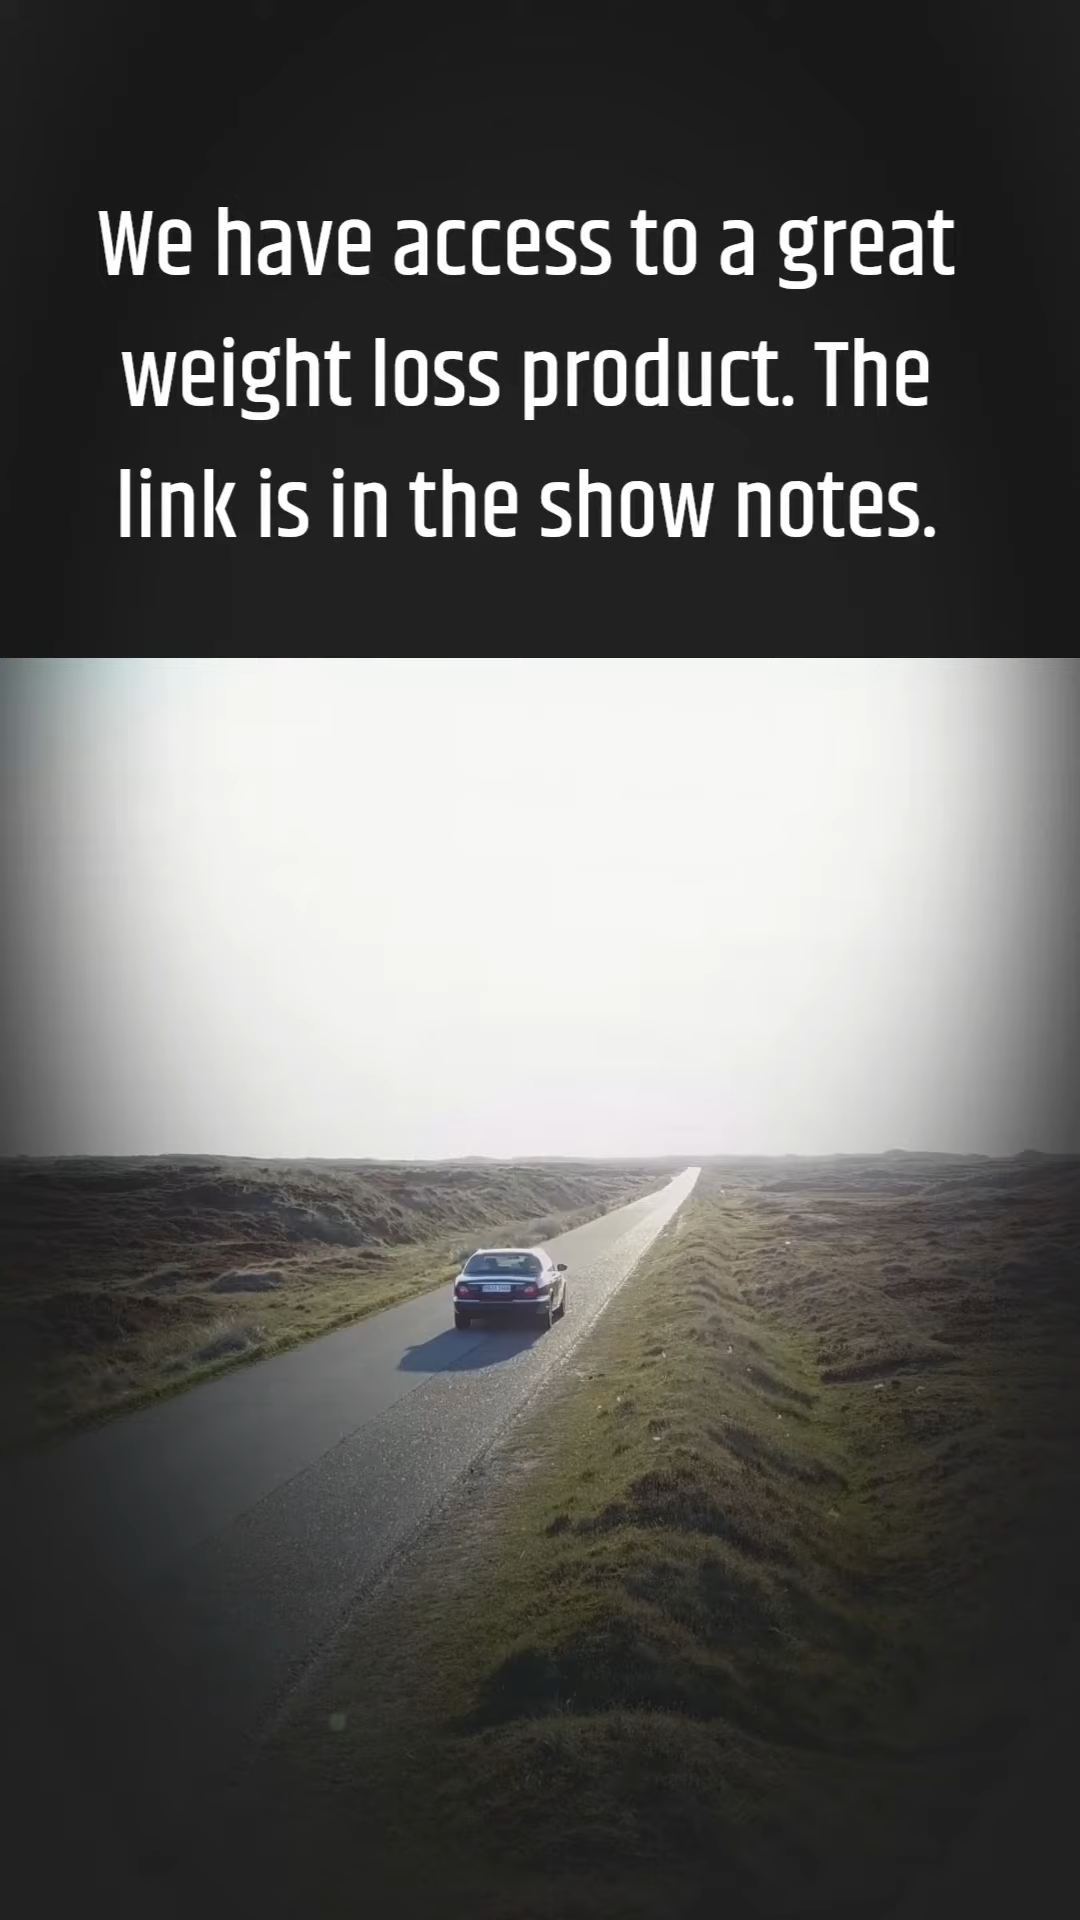 We have access to a great
weight loss product. The
link is in the show notes.